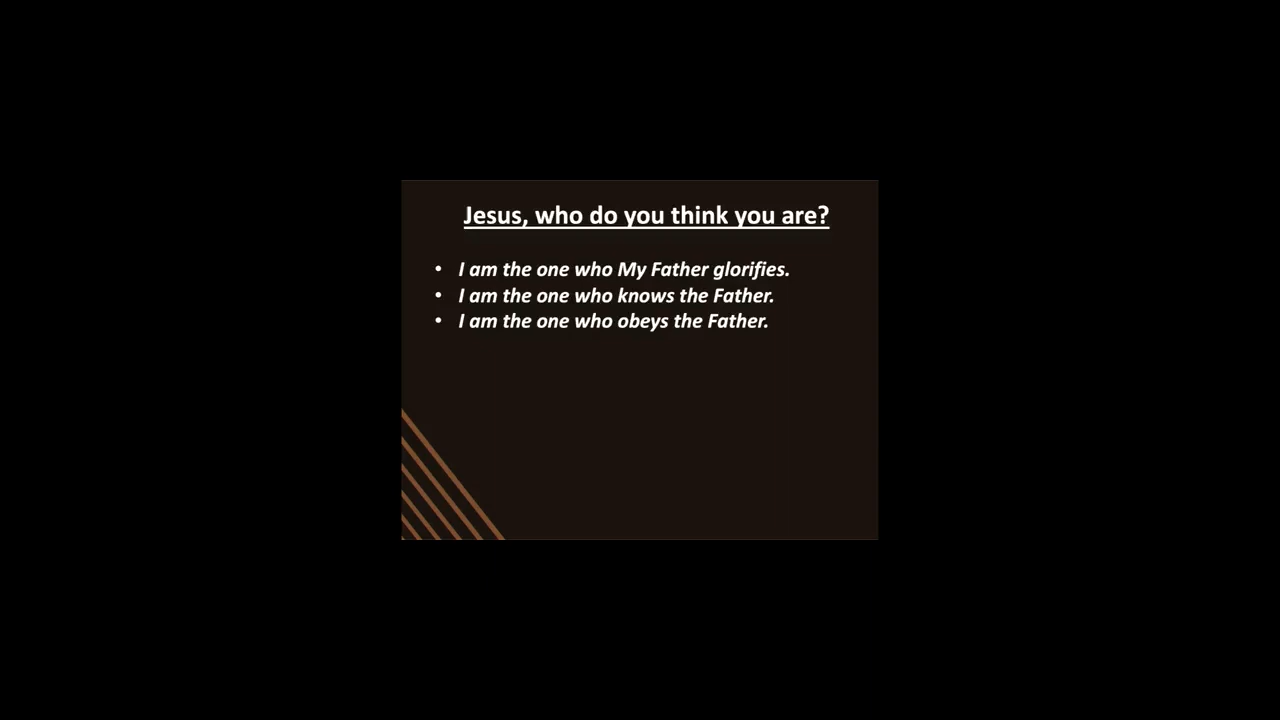 Jesus, who do you think you are?
• I am the one who My Father glorifies.
• I am the one who knows the Father.
• I am the one who obeys the Father.